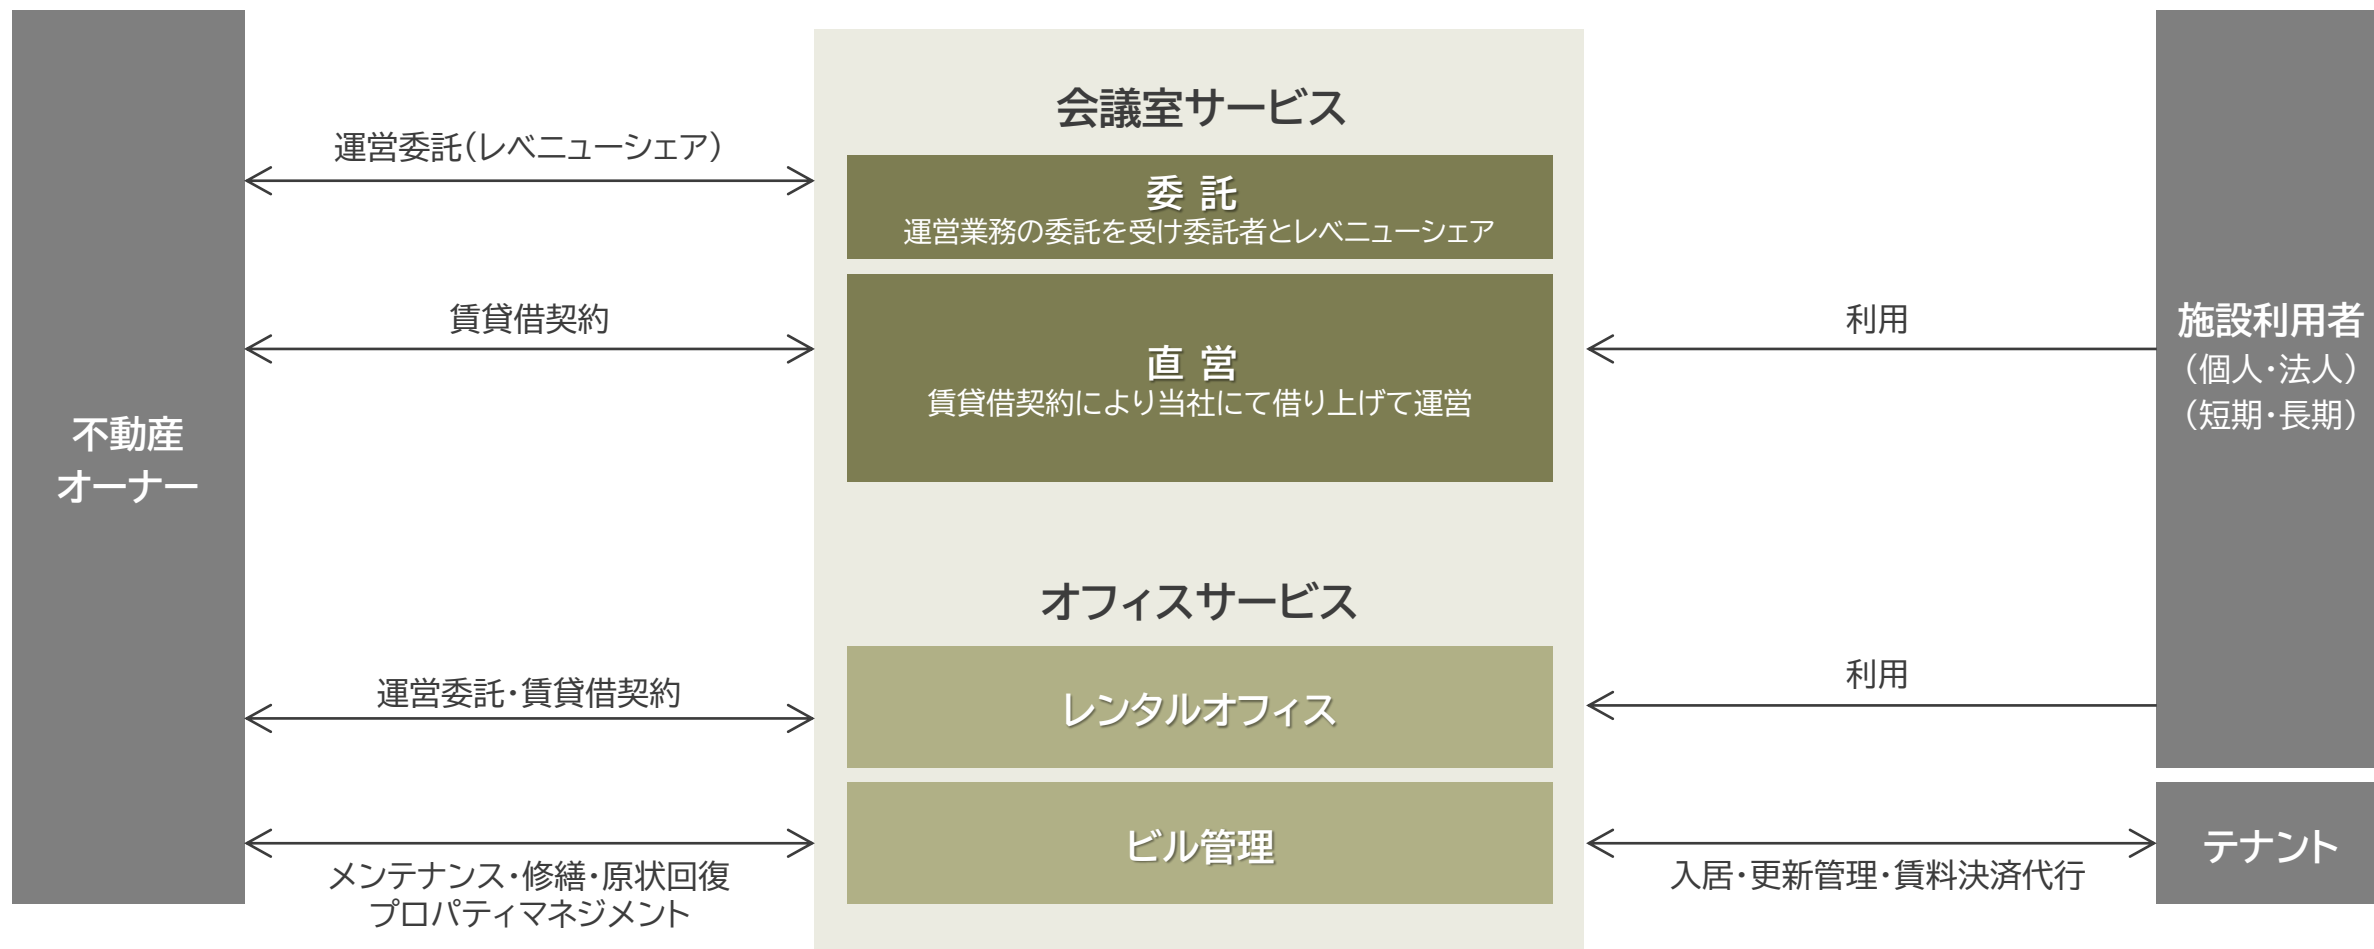 不動産
オーナー
運営委託(レベニューシェア)
賃貸借契約
運営委託・賃貸借契約
メンテナンス・修繕・原状回復
プロパティマネジメント
会議室サービス
委 託
運営業務の委託を受け委託者とレベニューシェア
直 営
賃貸借契約により当社にて借り上げて運営
オフィスサービス
レンタルオフィス
ビル管理
利用
利用
入居・更新管理・賃料決済代行
施設利用者
(個人・法人)
(短期・長期)
テナント